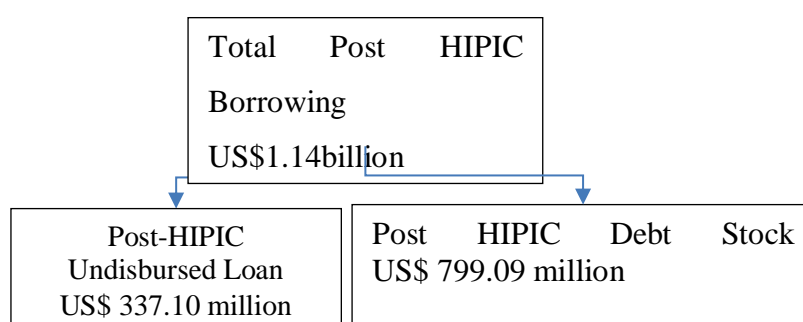 Total Post HIPIC
Borrowing
US$1.14billion
Post-HIPIC
Undisbursed Loan
US$ 337.10 million
Post HIPIC Debt Stock
US$ 799.09 million